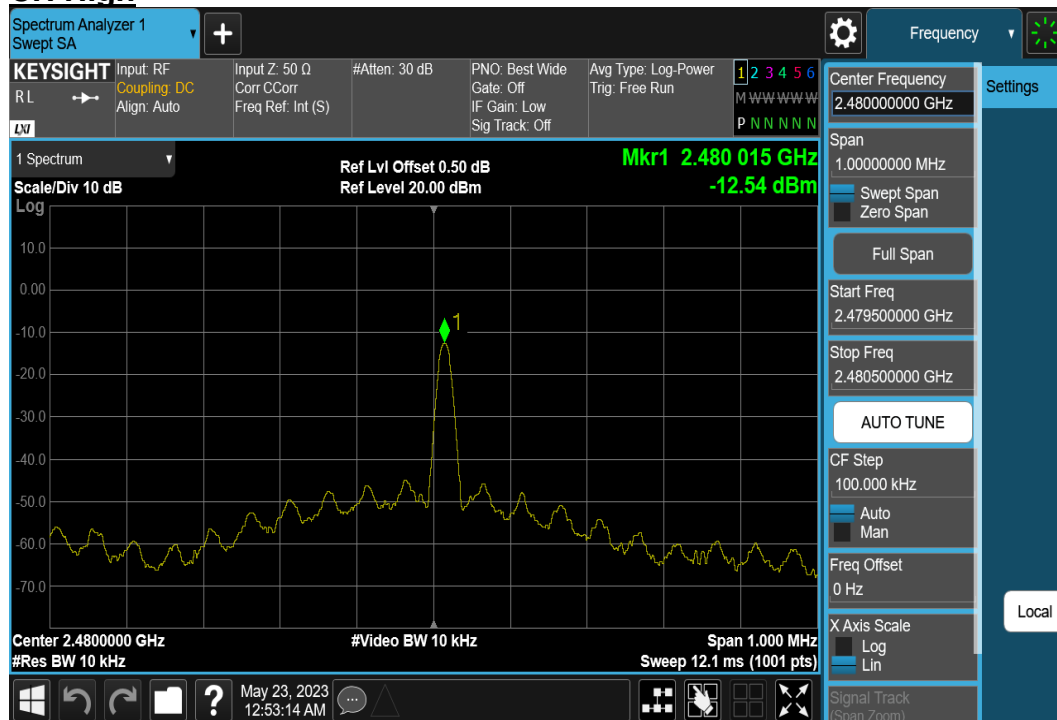 Spectrum Analyzer 1
Swept SA
+
Frequency
KEYSIGHT
RL
LXI
Input: RF
Coupling: DC
Align: Auto
Input Z: 50 Ω
Corr CCorr
Freq Ref: Int (S)
#Atten: 30 dB
PNO: Best Wide
Gate: Off
IF Gain: Low
Sig Track: Off
Avg Type: Log-Power
Trig: Free Run
1 2 3 4 5 6
M W W W W W
P N N N N N
1 Spectrum
Scale/Div 10 dB
Log
Ref Lvl Offset 0.50 dB
Ref Level 20.00 dBm
Mkr1 2.480 015 GHz
-12.54 dBm
1
10.0
0.00
-10.0
-20.0
-30.0
-40.0
-50.0
-60.0
-70.0
Center 2.4800000 GHz
#Res BW 10 kHz
#Video BW 10 kHz
Span 1.000 MHz
Sweep 12.1 ms (1001 pts)
?
May 23, 2023
12:53:14 AM
Center Frequency
2.480000000 GHz
Span
1.00000000 MHz
Swept Span
Zero Span
Full Span
Start Freq
2.479500000 GHz
Stop Freq
2.480500000 GHz
AUTO TUNE
CF Step
100.000 kHz
Auto
Man
Freq Offset
0 Hz
X Axis Scale
Log
Lin
Signal Track
(Span Zoom)
Settings
Local